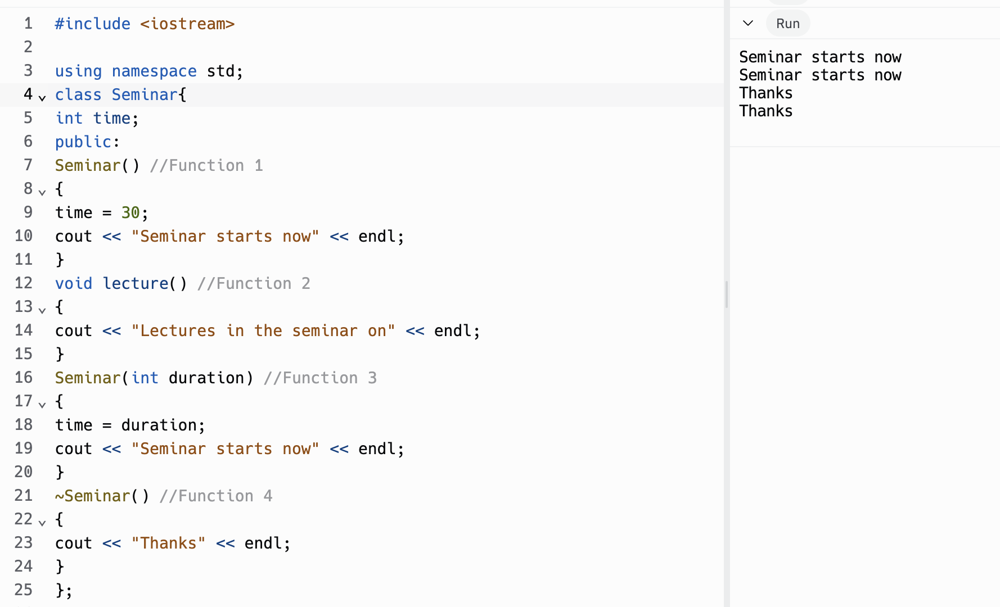 1 #include <iostream>
2
3 using namespace std;
4 class Seminar{
5 int time;
6 public:
7 Seminar() //Function 1
8 {
9 time = 30;
10 cout << "Seminar starts now" << endl;
11 }
12 void lecture() //Function 2
13 {
14 cout << "Lectures in the seminar on" << endl;
15 }
16 Seminar(int duration) //Function 3
17 {
18 time = duration;
19 cout << "Seminar starts now" << endl;
20 }
21 ~Seminar() //Function 4
22 {
23 cout << "Thanks" << endl;
24 }
25 };
Run
Seminar starts now
Seminar starts now
Thanks
Thanks